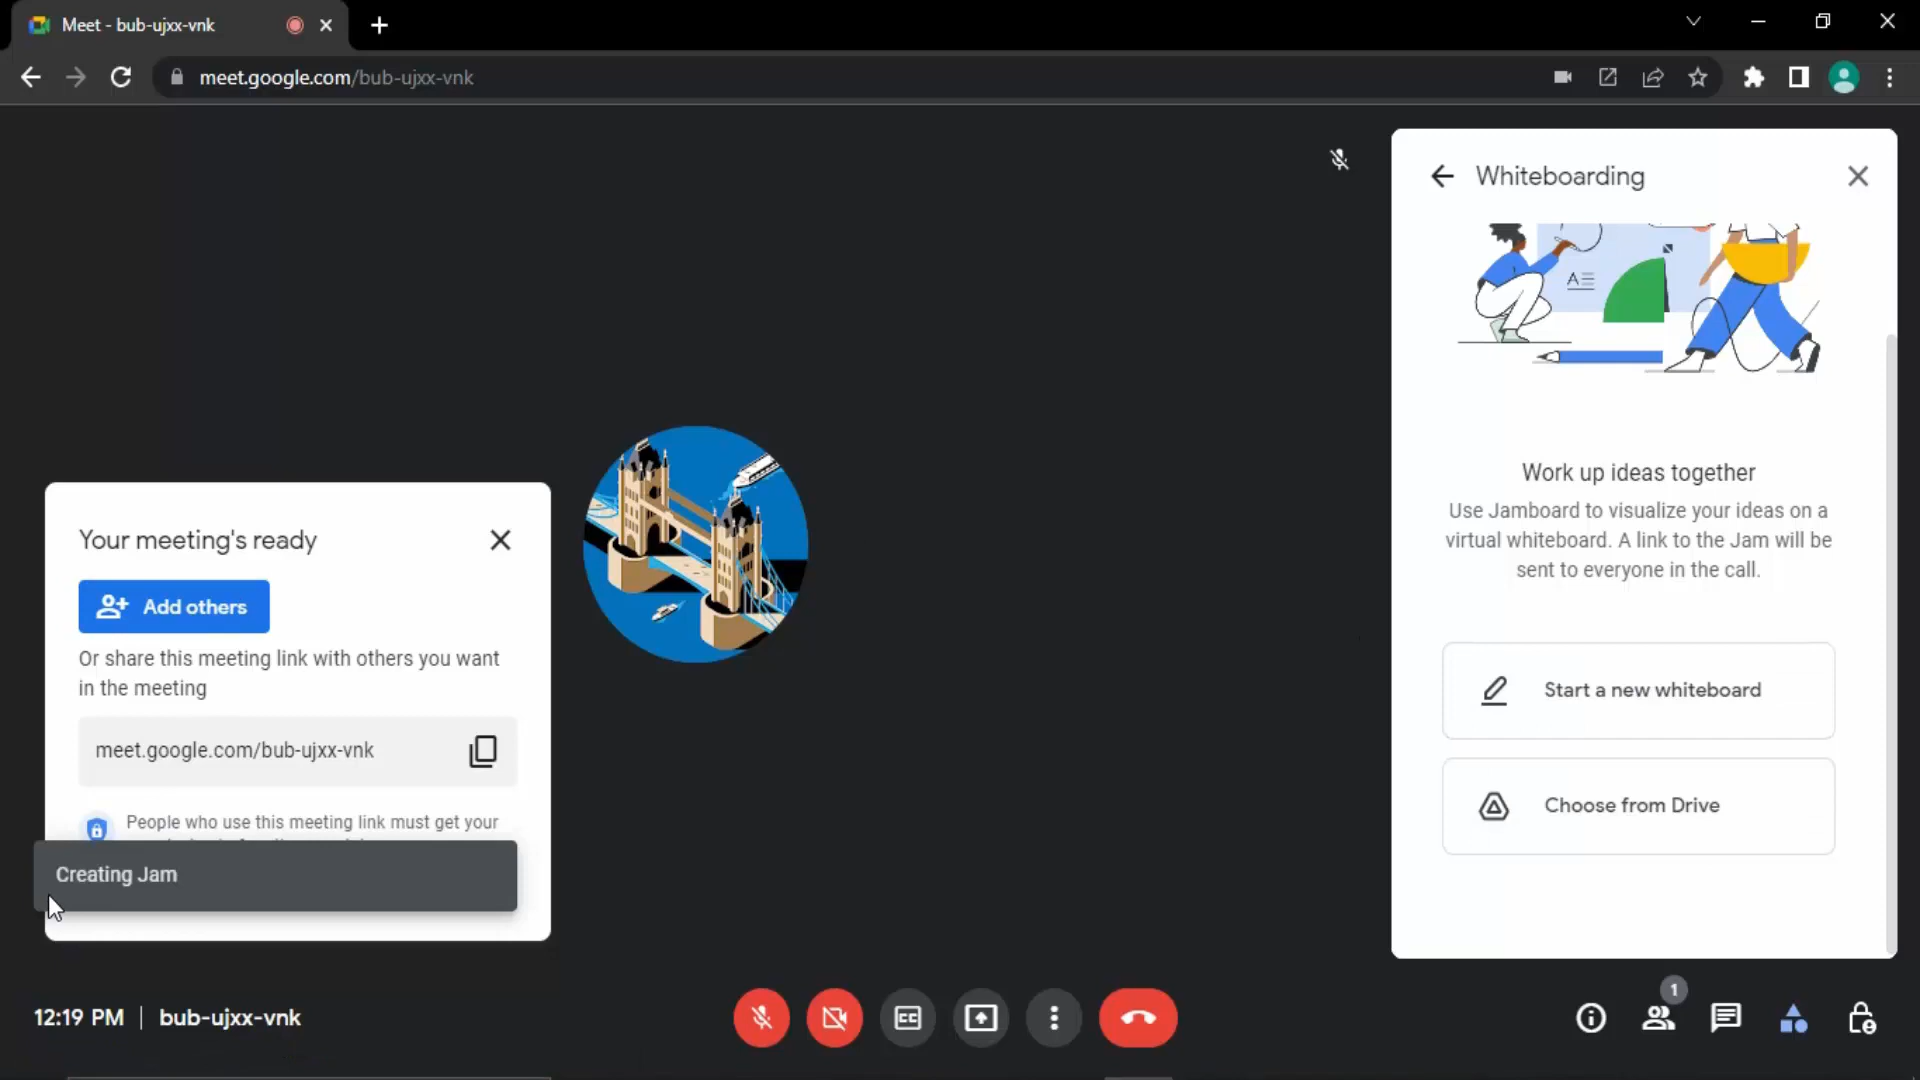 Meet - bub-ujxx-vnk
meet.google.com/bub-ujxx-vnk
Whiteboarding
A
Work up ideas together
Use Jamboard to visualize your ideas on a
virtual whiteboard. A link to the Jam will be
sent to everyone in the call.
Start a new whiteboard
Choose from Drive
Your meeting's ready
Add others
Or share this meeting link with others you want
in the meeting
meet.google.com/bub-ujxx-vnk
People who use this meeting link must get your
Creating Jam
12:19 PM | bub-ujxx-vnk
CC
1